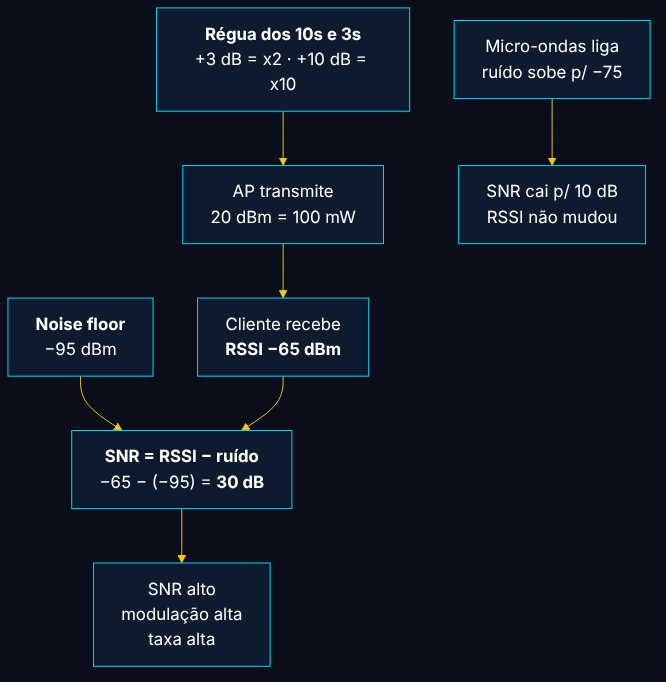 Régua dos 10s e 3s
+3 dB = x2 · +10 dB =
x10
Micro-ondas liga
ruído sobe p/ −75
AP transmite
20 dBm = 100 mW
SNR cai p/ 10 dB
RSSI não mudou
Noise floor
−95 dBm
Cliente recebe
RSSI −65 dBm
SNR = RSSI − ruído
−65 − (−95) = 30 dB
SNR alto
modulação alta
taxa alta